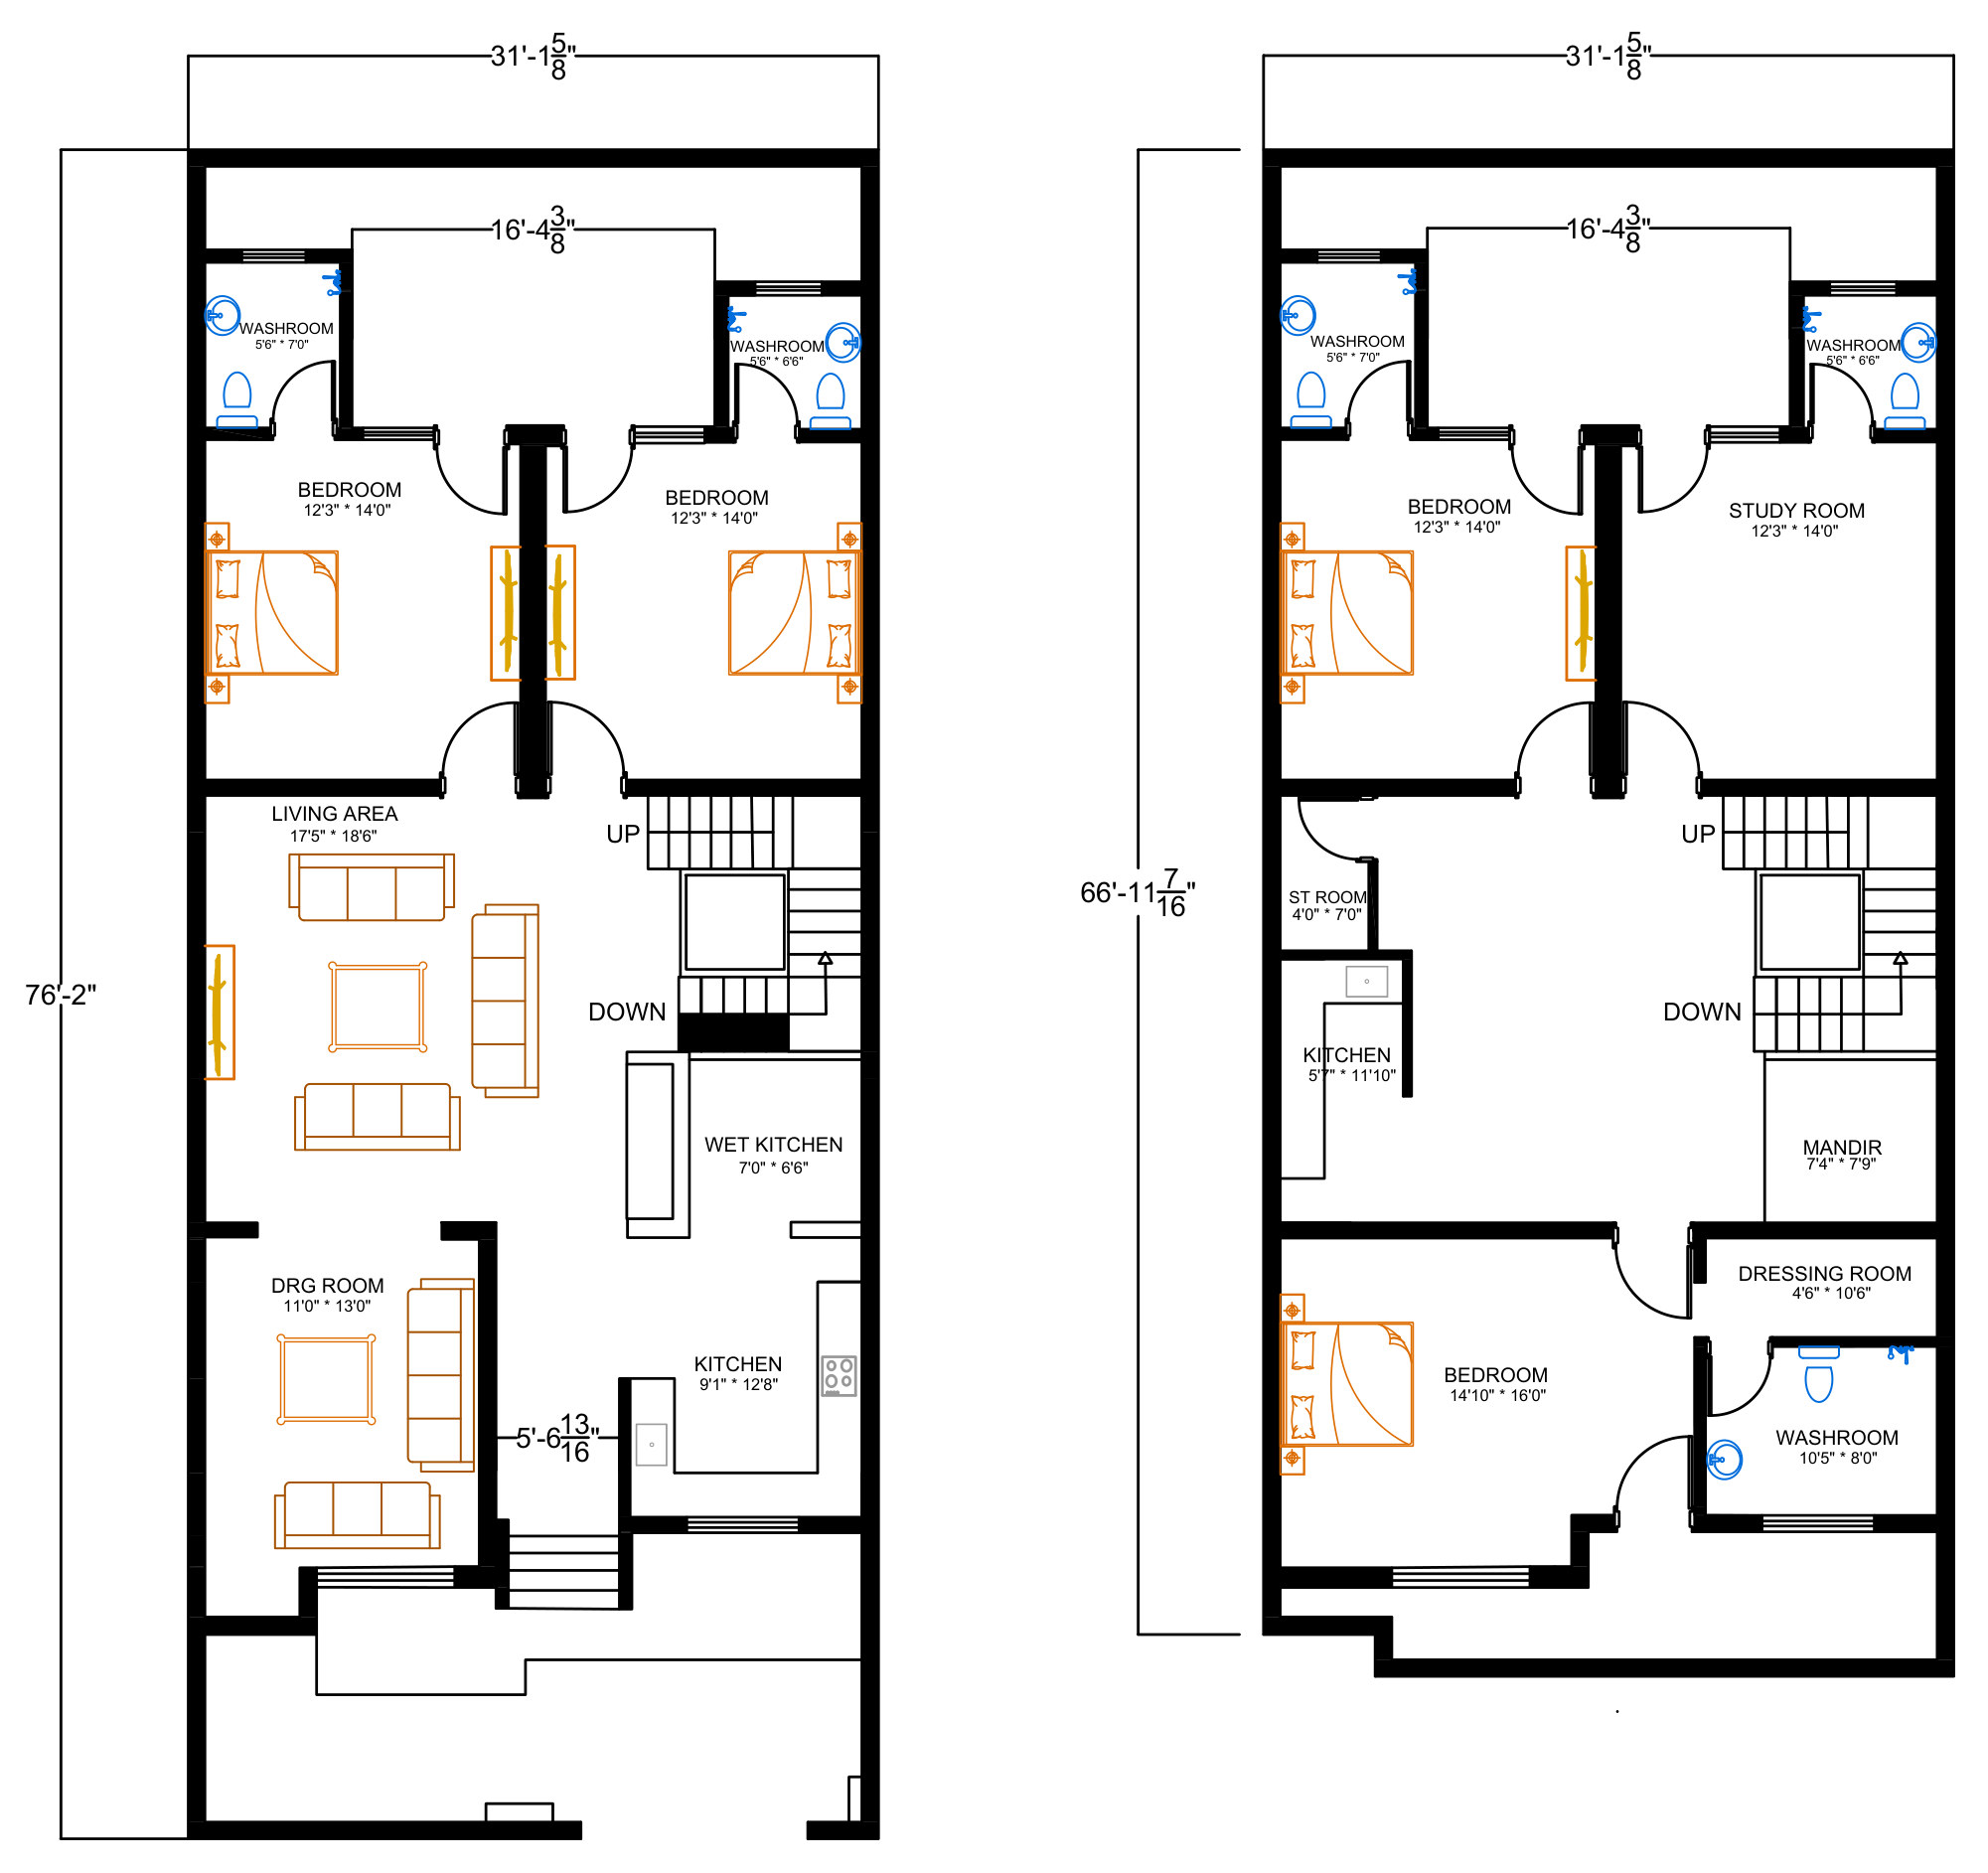 31'-1 5/8"
16'-4 3/8"
WASHROOM
5'6" * 7'0"
WASHROOM
5'6" * 6'6"
BEDROOM
12'3" * 14'0"
BEDROOM
12'3" * 14'0"
LIVING AREA
17'5" * 18'6"
UP
76'-2"
DOWN
WET KITCHEN
7'0" * 6'6"
DRG ROOM
11'0" * 13'0"
KITCHEN
9'1" * 12'8"
5'-6 13/16"
31'-1 5/8"
16'-4 3/8"
WASHROOM
5'6" * 7'0"
WASHROOM
5'6" * 6'6"
BEDROOM
12'3" * 14'0"
STUDY ROOM
12'3" * 14'0"
UP
66'-11 7/16"
ST ROOM
4'0" * 7'0"
DOWN
KITCHEN
5'7" * 11'10"
MANDIR
7'4" * 7'9"
DRESSING ROOM
4'6" * 10'6"
BEDROOM
14'10" * 16'0"
WASHROOM
10'5" * 8'0"